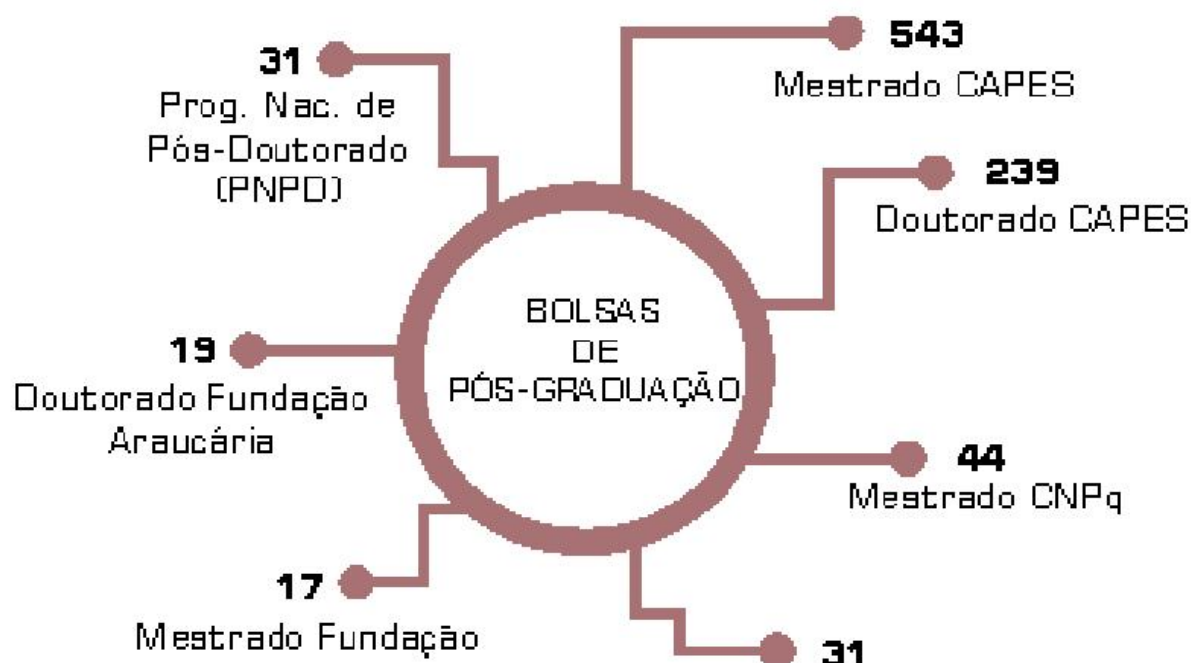 31
Prog. Nac. de
Pós-Doutorado
(PNPD)
543
Mestrado CAPES
239
Doutorado CAPES
BOLSAS
DE
PÓS-GRADUAÇÃO
19
Doutorado Fundação
Araucária
44
Mestrado CNPq
17
Mestrado Fundação
31